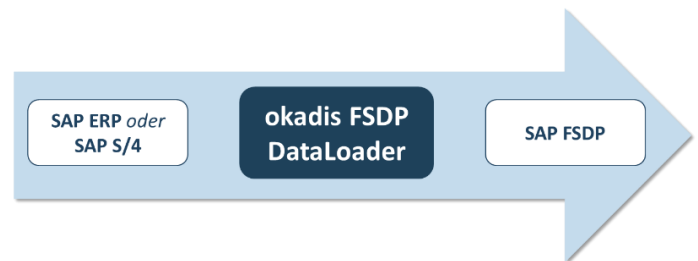 SAP ERP oder
SAP S/4
okadis FSDP
DataLoader
SAP FSDP